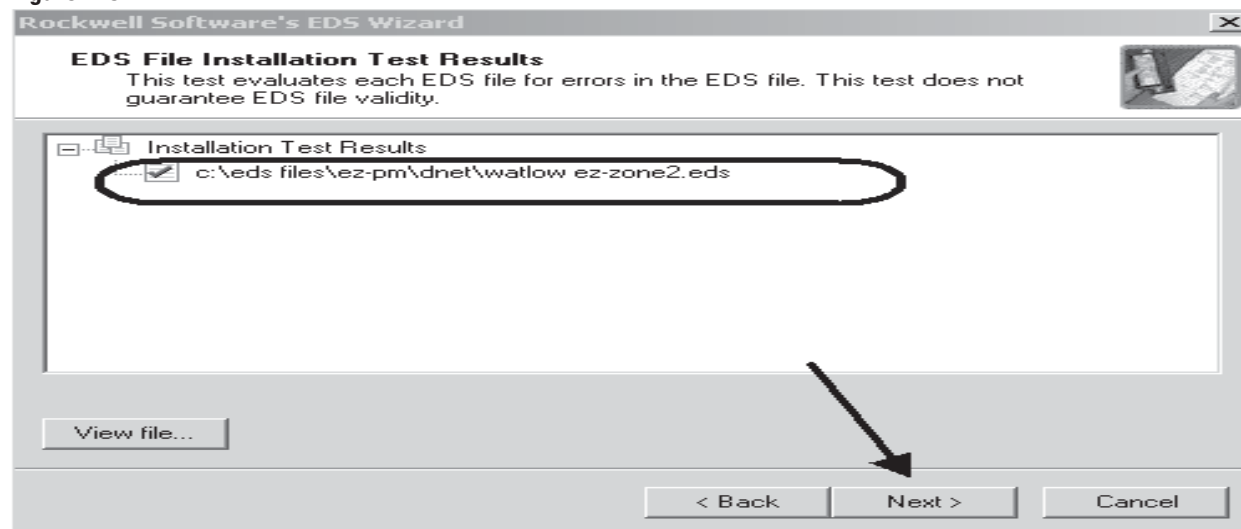 Rockwell Software's EDS Wizard
EDS File Installation Test Results
This test evaluates each EDS file for errors in the EDS file. This test does not
guarantee EDS file validity.
Installation Test Results
c:\eds files\ez-pm\dnet\watlow ez-zone2.eds
View file...
< Back
Next >
Cancel